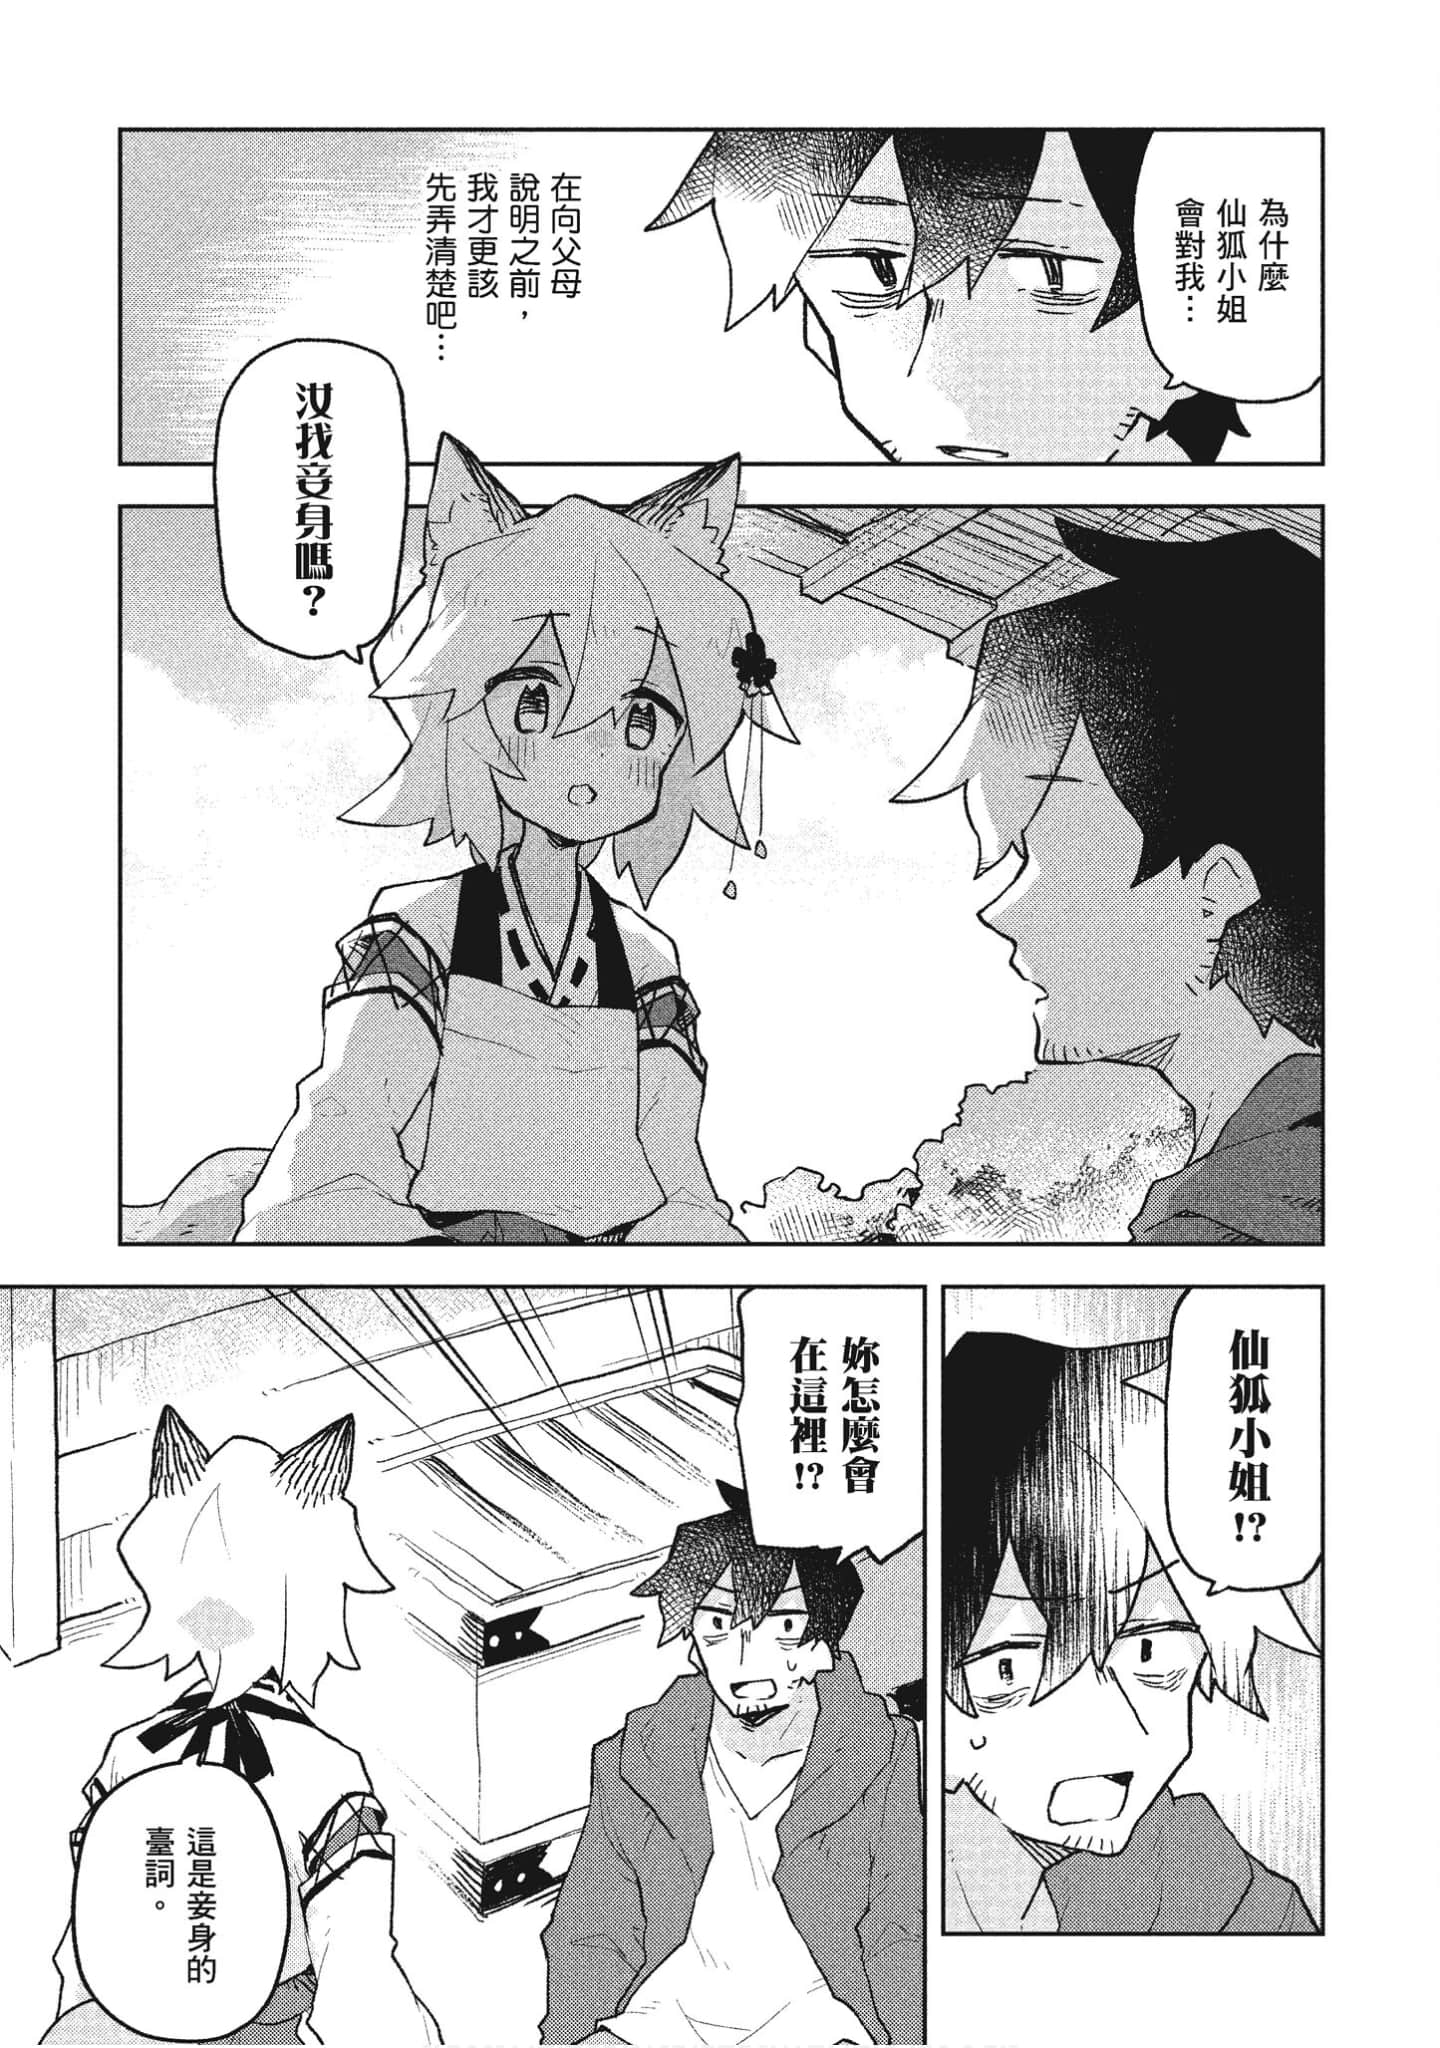 為什麼
仙狐小姐
會對我…
在向父母
說明之前，
我才更該
先弄清楚吧…
汝找妾身嗎？
仙狐小姐!?
妳怎麼會
在這裡!?
這是妾身的
臺詞。